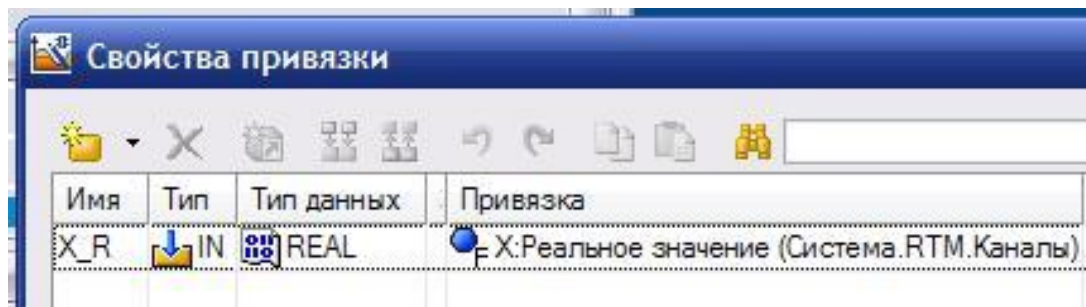 Свойства привязки
Имя Тип Тип данных Привязка
X_R IN REAL X:Реальное значение (Система.RTM.Каналы)